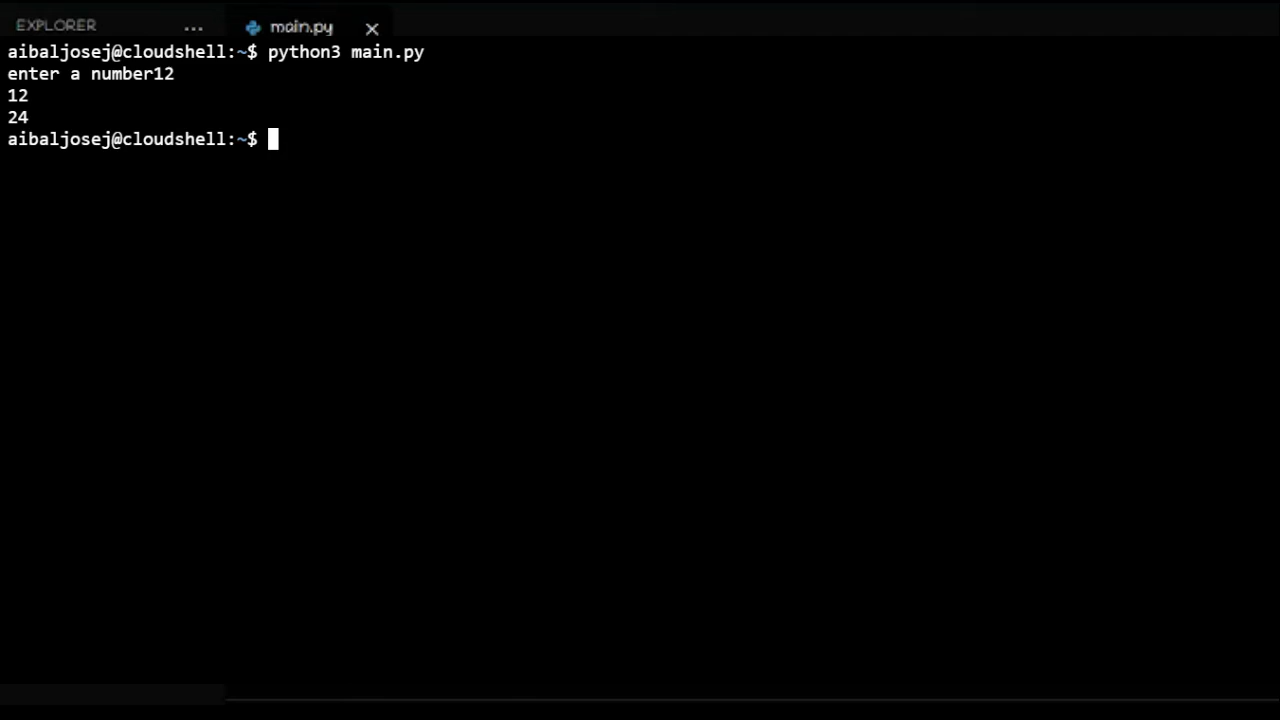 EXPLORER ... main.py
aibaljosej@cloudshell:~$ python3 main.py
enter a number12
12
24
aibaljosej@cloudshell:~$